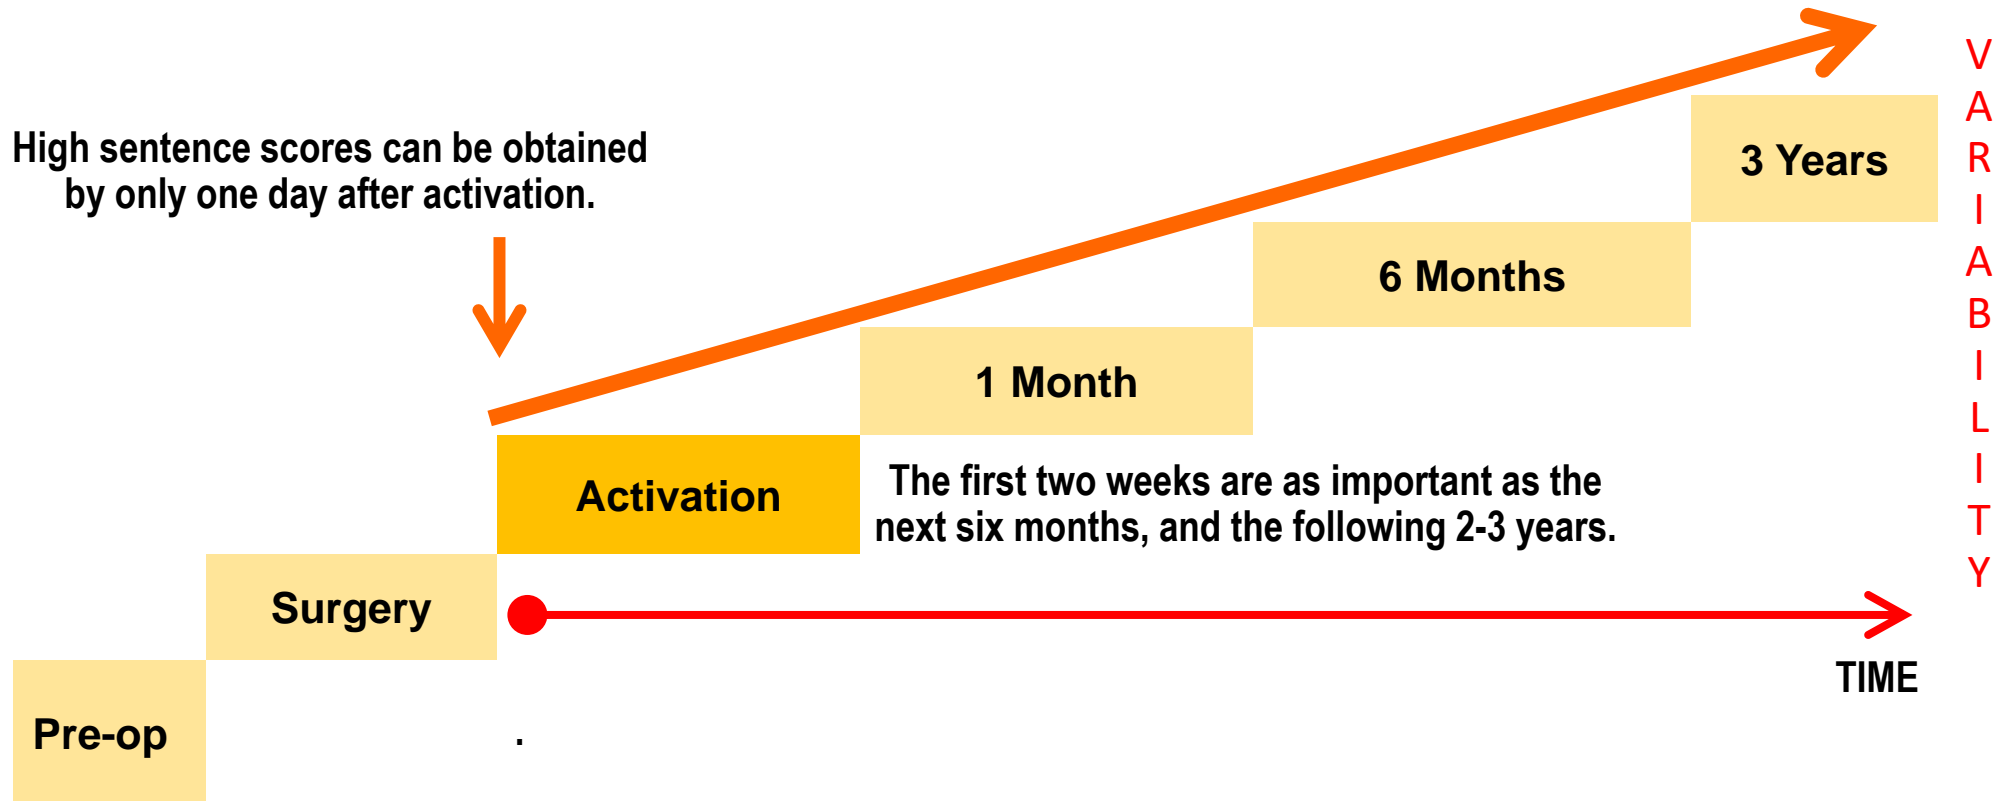 High sentence scores can be obtained
by only one day after activation.
3 Years
6 Months
1 Month
Activation
The first two weeks are as important as the
next six months, and the following 2-3 years.
Surgery
TIME
Pre-op
.
VARIABILITY